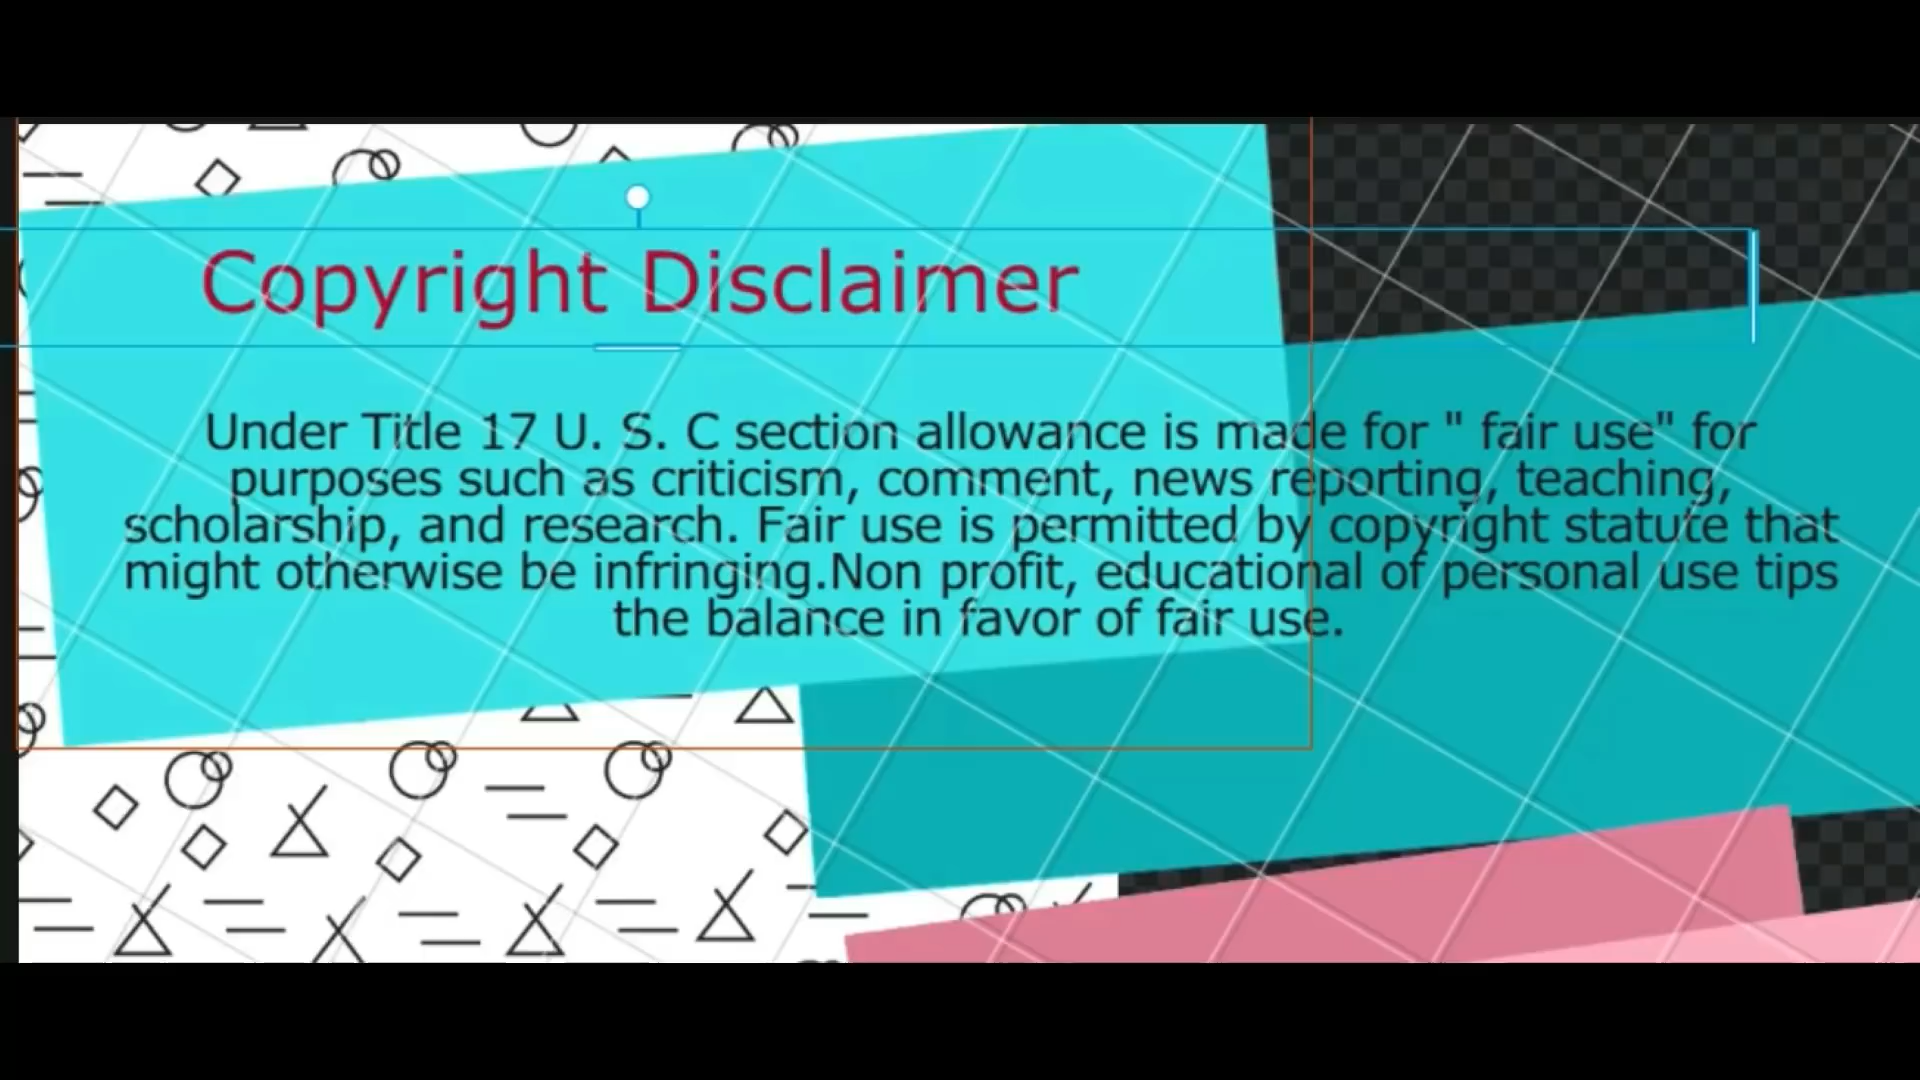 Copyright Disclaimer
Under Title 17 U. S. C section allowance is made for " fair use" for
purposes such as criticism, comment, news reporting, teaching,
scholarship, and research. Fair use is permitted by copyright statute that
might otherwise be infringing.Non profit, educational of personal use tips
the balance in favor of fair use.